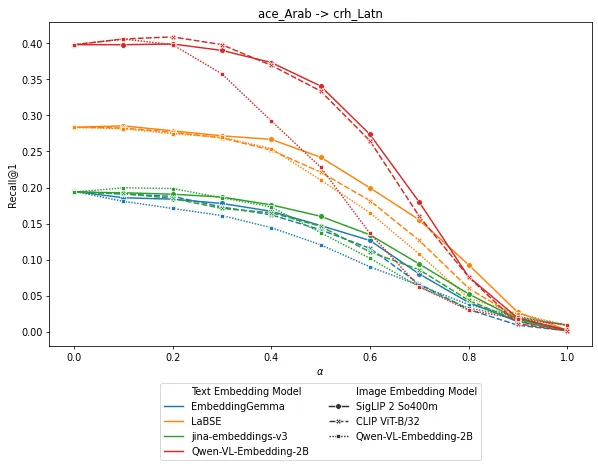 ace_Arab -> crh_Latn
0.40
0.35
0.30
0.25
0.20
0.15
0.10
0.05
0.00
Recall@1
0.0 0.2 0.4 0.6 0.8 1.0
α
Text Embedding Model
EmbeddingGemma
LaBSE
jina-embeddings-v3
Qwen-VL-Embedding-2B
Image Embedding Model
SigLIP 2 So400m
CLIP ViT-B/32
Qwen-VL-Embedding-2B